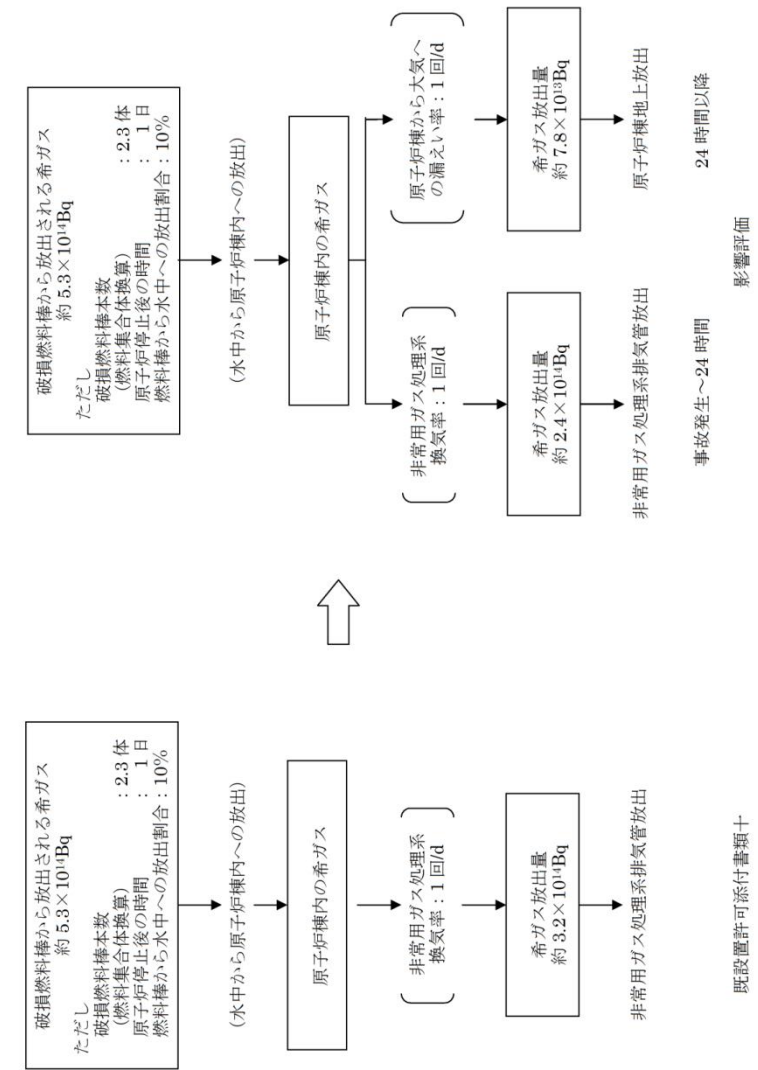 破損燃料棒から放出される希ガス
約 5.3×10¹⁴Bq
ただし
破損燃料棒本数
(燃料集合体換算) : 2.3 体
原子炉停止後の時間 : 1 日
燃料棒から水中への放出割合 : 10%
(水中から原子炉棟内への放出)
原子炉棟内の希ガス
非常用ガス処理系
換気率 : 1 回/d
希ガス放出量
約 3.2×10¹⁴Bq
非常用ガス処理系排気管放出
既設置許可添付書類十
破損燃料棒から放出される希ガス
約 5.3×10¹⁴Bq
ただし
破損燃料棒本数
(燃料集合体換算) : 2.3 体
原子炉停止後の時間 : 1 日
燃料棒から水中への放出割合 : 10%
(水中から原子炉棟内への放出)
原子炉棟内の希ガス
非常用ガス処理系
換気率 : 1 回/d
希ガス放出量
約 2.4×10¹⁴Bq
非常用ガス処理系排気管放出
事故発生~24 時間
原子炉棟から大気へ
の漏えい率 : 1 回/d
希ガス放出量
約 7.8×10¹³Bq
原子炉棟地上放出
24 時間以降
影響評価